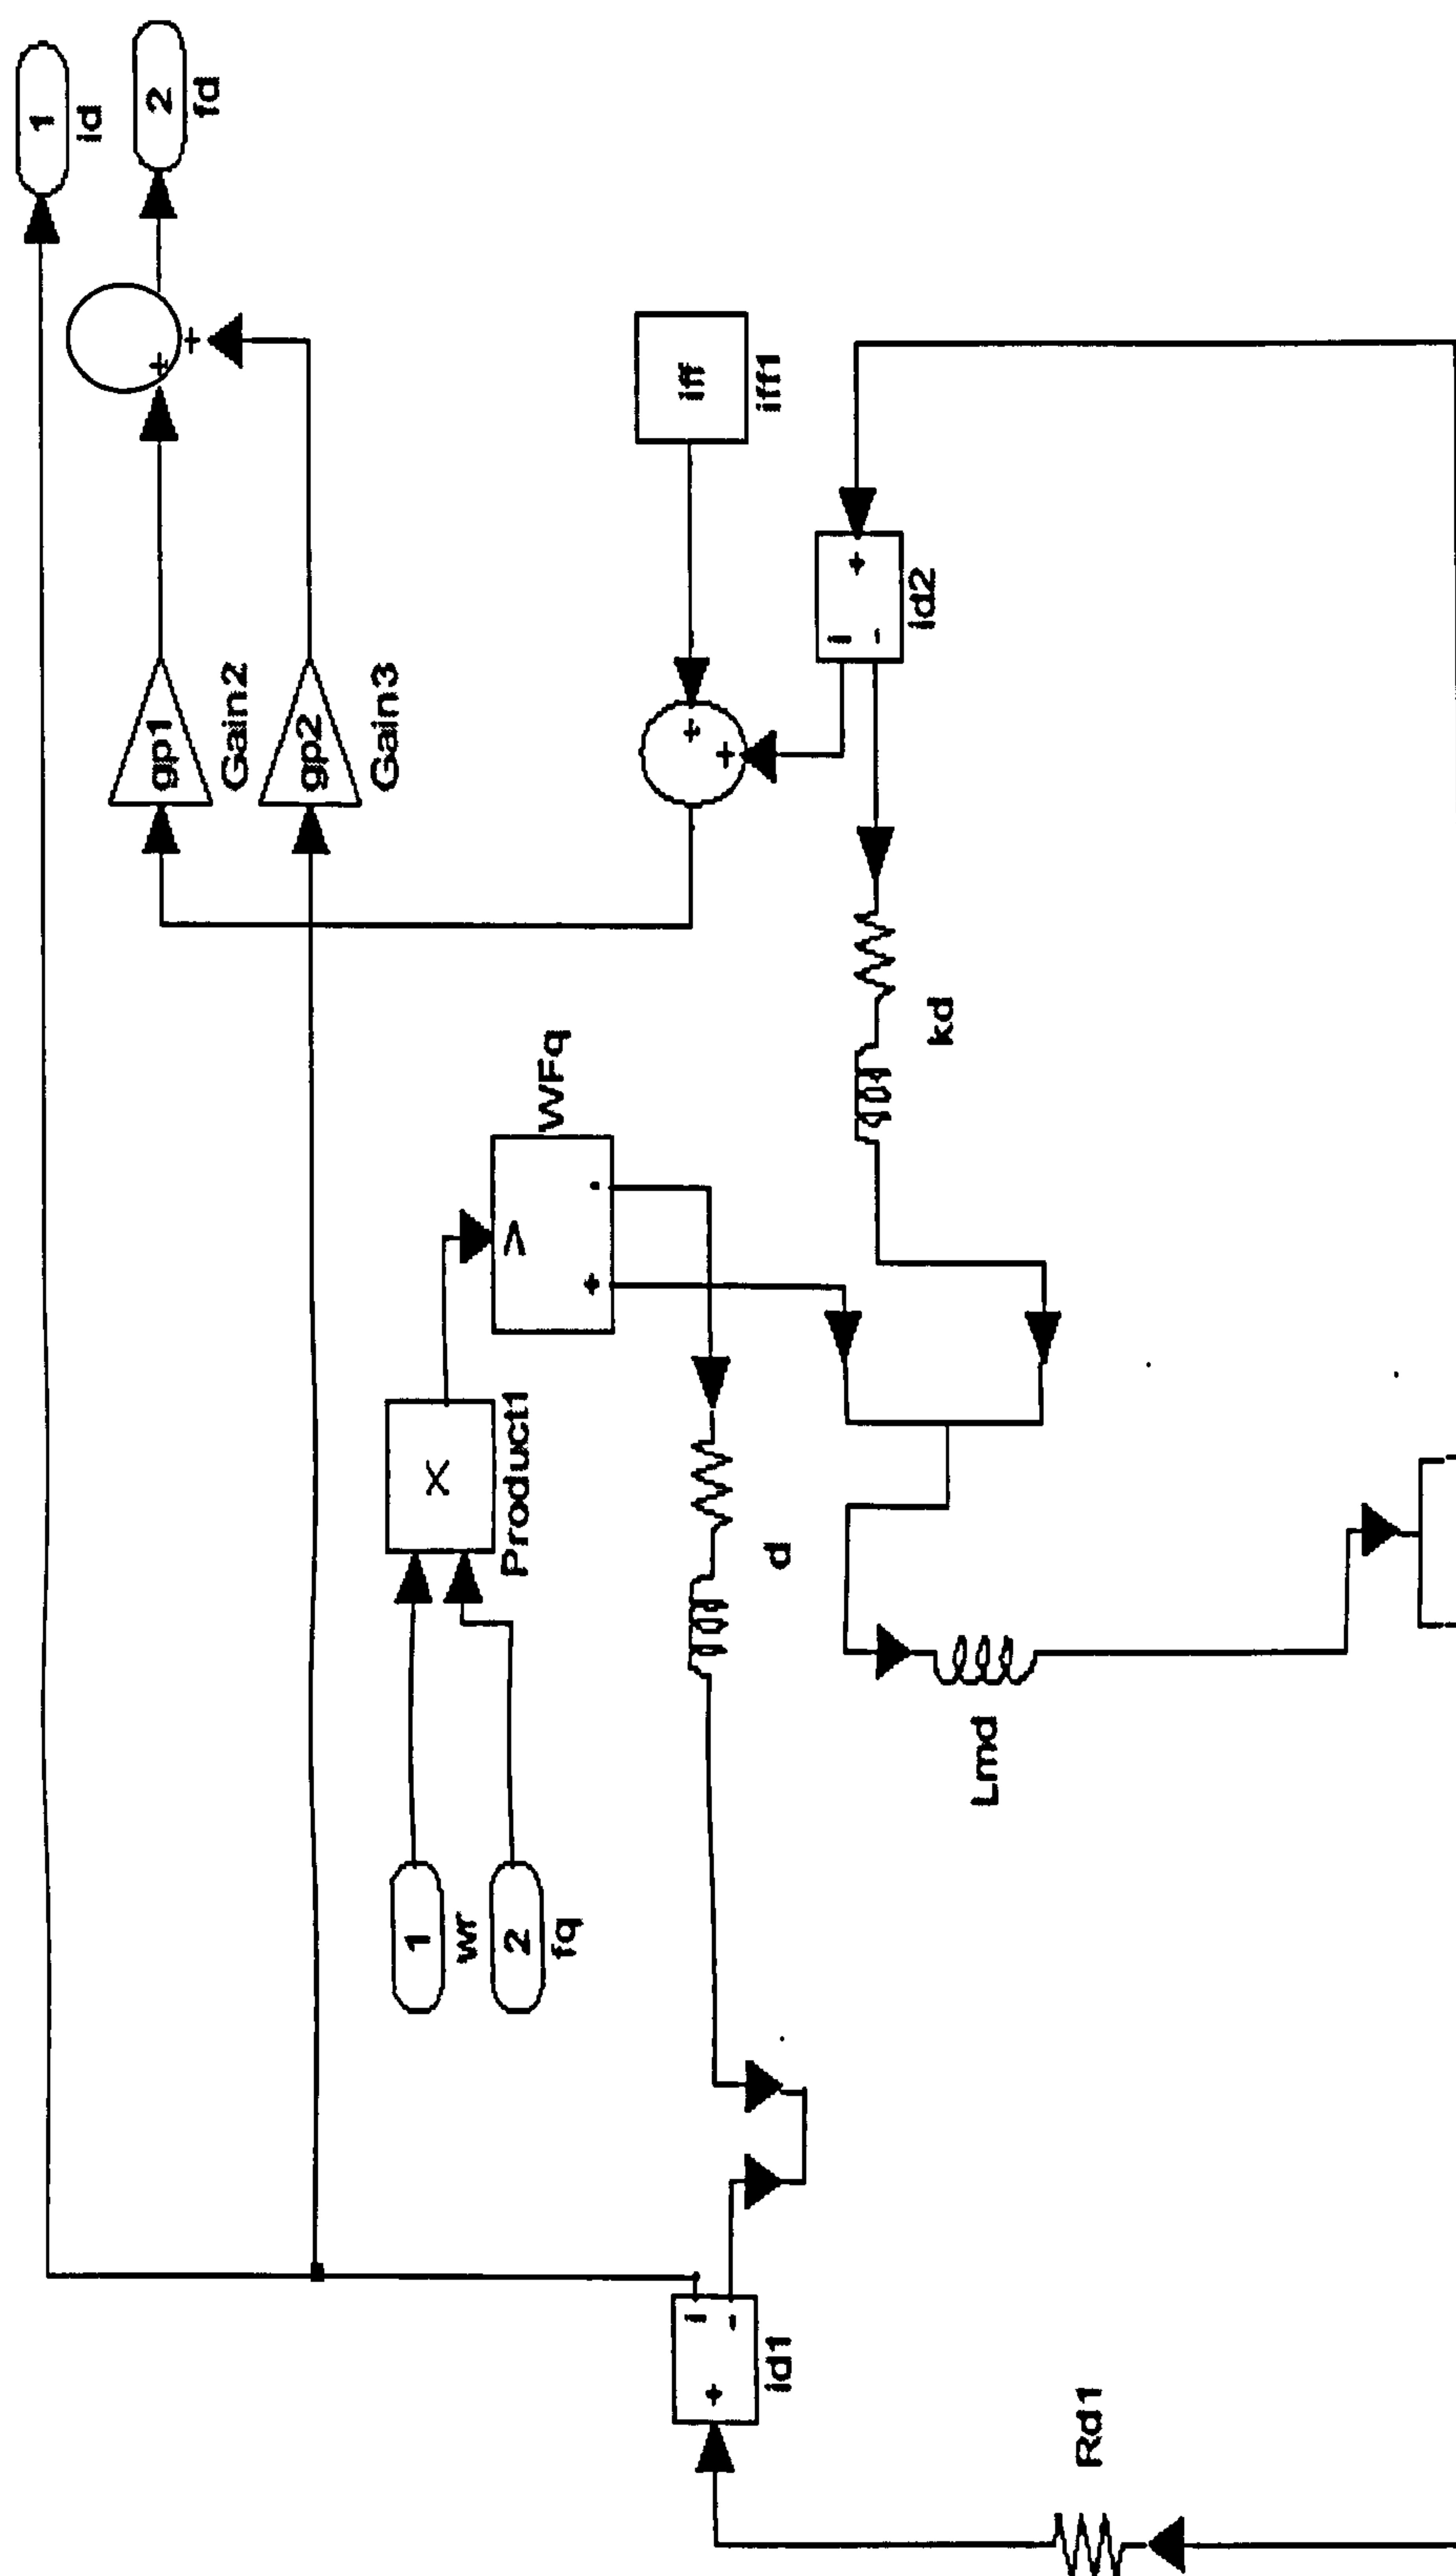 1
id
2
fd
+
+
gp1
Gain2
gp2
Gain3
iff
iff1
+
+
+
i
-
id2
WFq
-
+
V
kd
X
Product1
d
Lmd
1
wr
2
fq
i
-
+
id1
Rd1